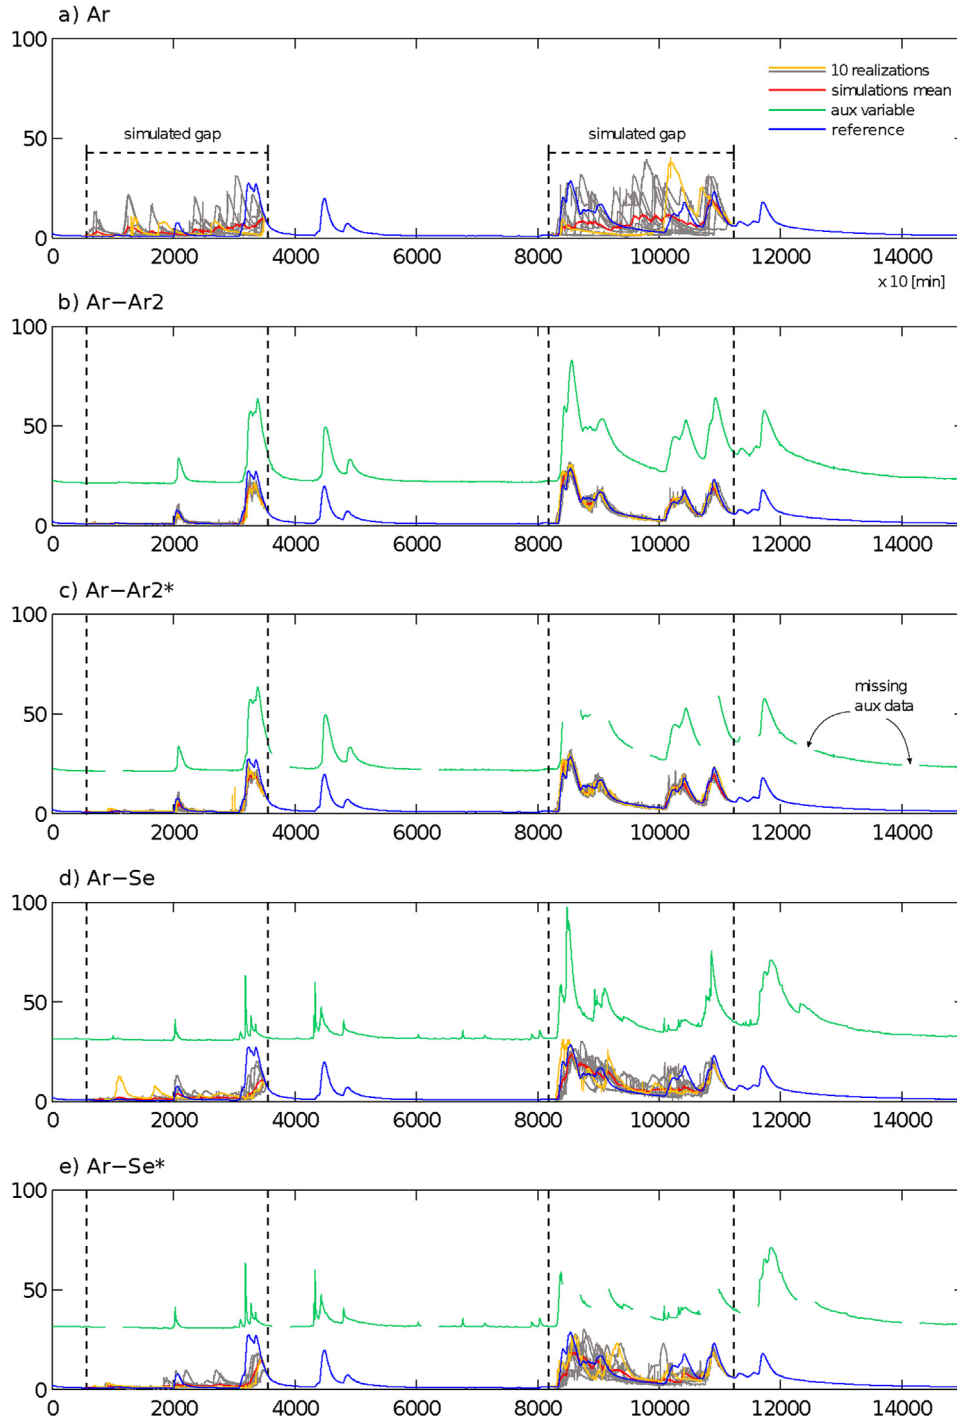 a) Ar
100
10 realizations
simulations mean
aux variable
reference
simulated gap
simulated gap
50
0
0 2000 4000 6000 8000 10000 12000 14000
x 10 [min]
b) Ar−Ar2
100
50
0
0 2000 4000 6000 8000 10000 12000 14000
c) Ar−Ar2*
100
missing
aux data
50
0
0 2000 4000 6000 8000 10000 12000 14000
d) Ar−Se
100
50
0
0 2000 4000 6000 8000 10000 12000 14000
e) Ar−Se*
100
50
0
0 2000 4000 6000 8000 10000 12000 14000